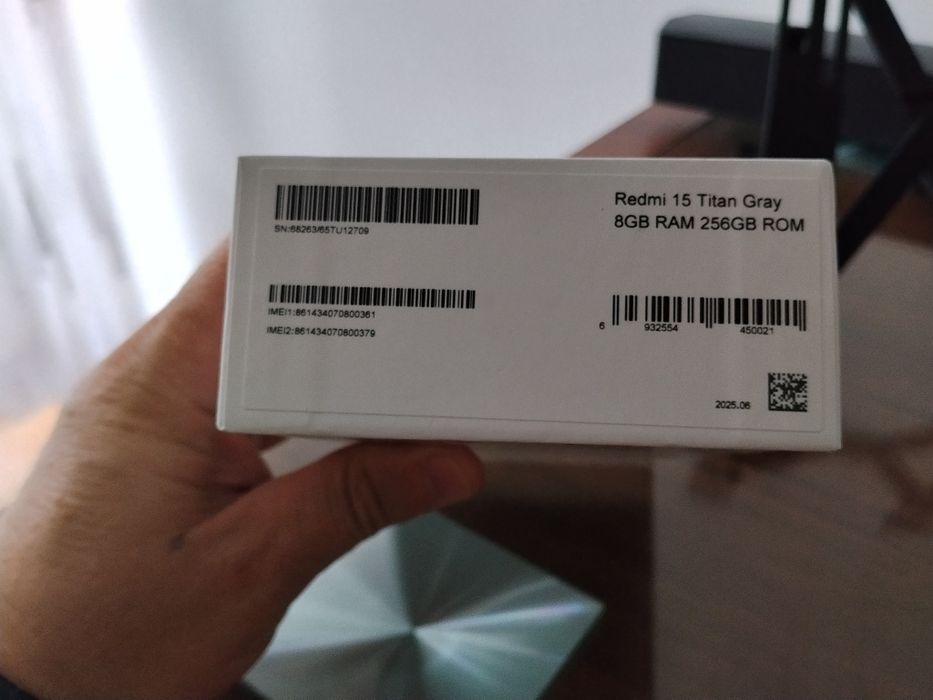 Redmi 15 Titan Gray
8GB RAM 256GB ROM
SN:68263/65TU12709
IMEI1:861434070800361
IMEI2:861434070800379
6 932554 450021
2025.06